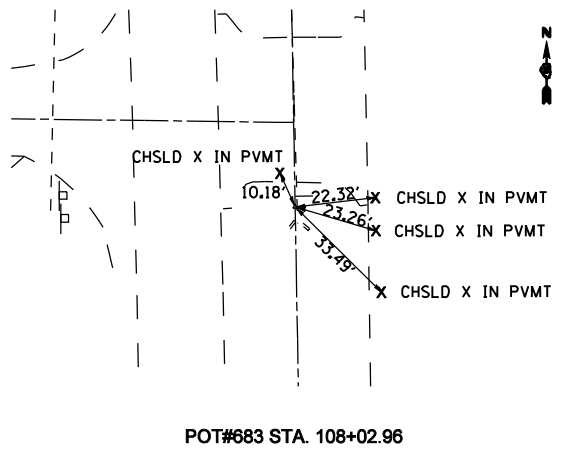 N
CHSLD X IN PVMT
X
10.18'
22.32'
X CHSLD X IN PVMT
23.26'
X CHSLD X IN PVMT
33.49'
X CHSLD X IN PVMT
POT#683 STA. 108+02.96